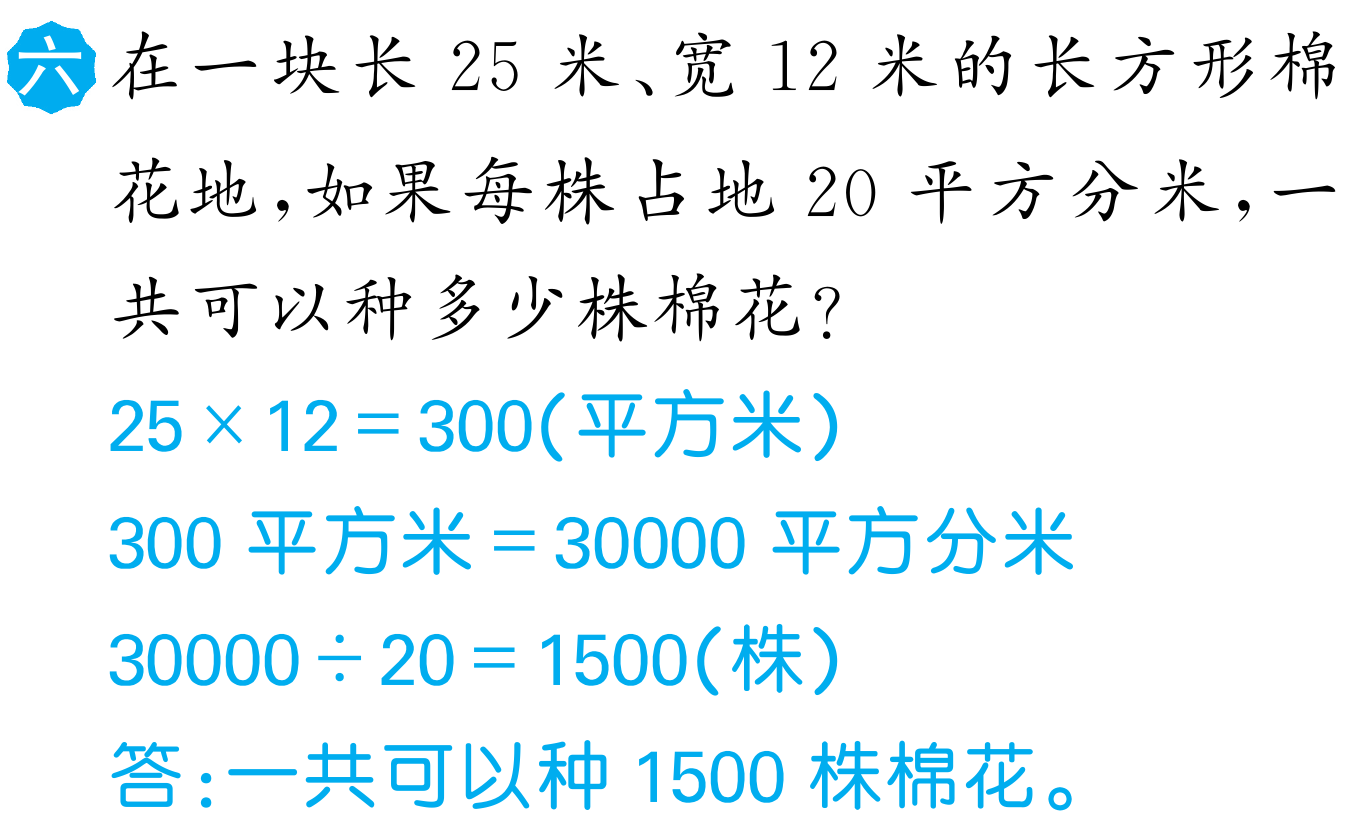 六 在一块长 25 米、宽 12 米的长方形棉
花地,如果每株占地 20 平方分米,一
共可以种多少株棉花?
25 × 12 = 300(平方米)
300 平方米 = 30000 平方分米
30000 ÷ 20 = 1500(株)
答:一共可以种 1500 株棉花。